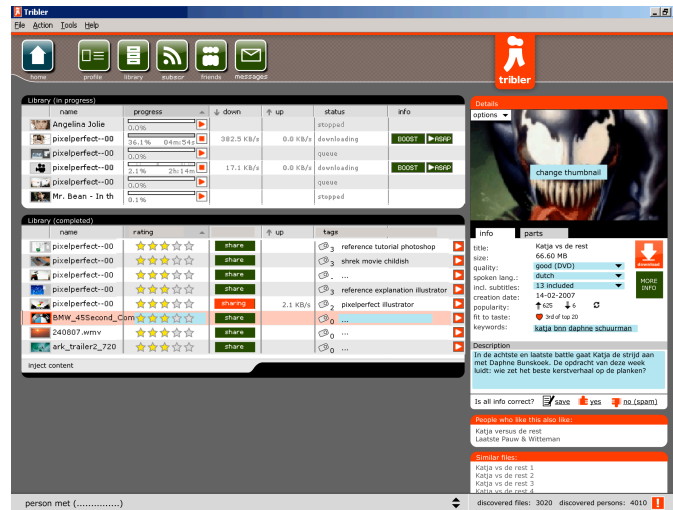 Tribler
File Action Tools Help
home profile library subscr friends messages
tribler
Library (in progress)
name progress down up status info
Angelina Jolie 0.0% stopped
pixelperfect--00 36.1% 04m:54s 382.5 KB/s 0.0 KB/s downloading BOOST ASAP
pixelperfect--00 0.0% queue
pixelperfect--00 2.1% 2h:14m 17.1 KB/s 0.0 KB/s downloading BOOST ASAP
pixelperfect--00 0.0% queue
Mr. Bean - In th 0.1% stopped
Library (completed)
name rating up tags
pixelperfect--00 share 3 reference tutorial photoshop
pixelperfect--00 share 3 shrek movie childish
pixelperfect--00 share - ...
pixelperfect--00 share 3 reference explanation illustrator
pixelperfect--00 sharing 2.1 KB/s 2 pixelperfect illustrator
BMW_45Second_Com share 0 ...
240807.wmv share 0 ...
ark_trailer2_720 share 0 ...
inject content
Details
options
change thumbnail
info parts
title: Katja vs de rest
size: 66.60 MB
download
quality: good (DVD)
spoken lang.: dutch
incl. subtitles: 13 included
MORE INFO
creation date: 14-02-2007
popularity: 625 6
fit to taste: 3rd of top 20
keywords: katja bnn daphne schuurman
Description
In de achtste en laatste battle gaat Katja de strijd aan
met Daphne Bunskoek. De opdracht van deze week
luidt: wie zet het beste kerstverhaal op de planken?
Is all info correct? save yes no (spam)
People who like this also like:
Katja versus de rest
Laatste Pauw & Witteman
Similar files:
Katja vs de rest 1
Katja vs de rest 2
Katja vs de rest 3
Katja vs de rest 4
person met (...............)
discovered files: 3020 discovered persons: 4010 !